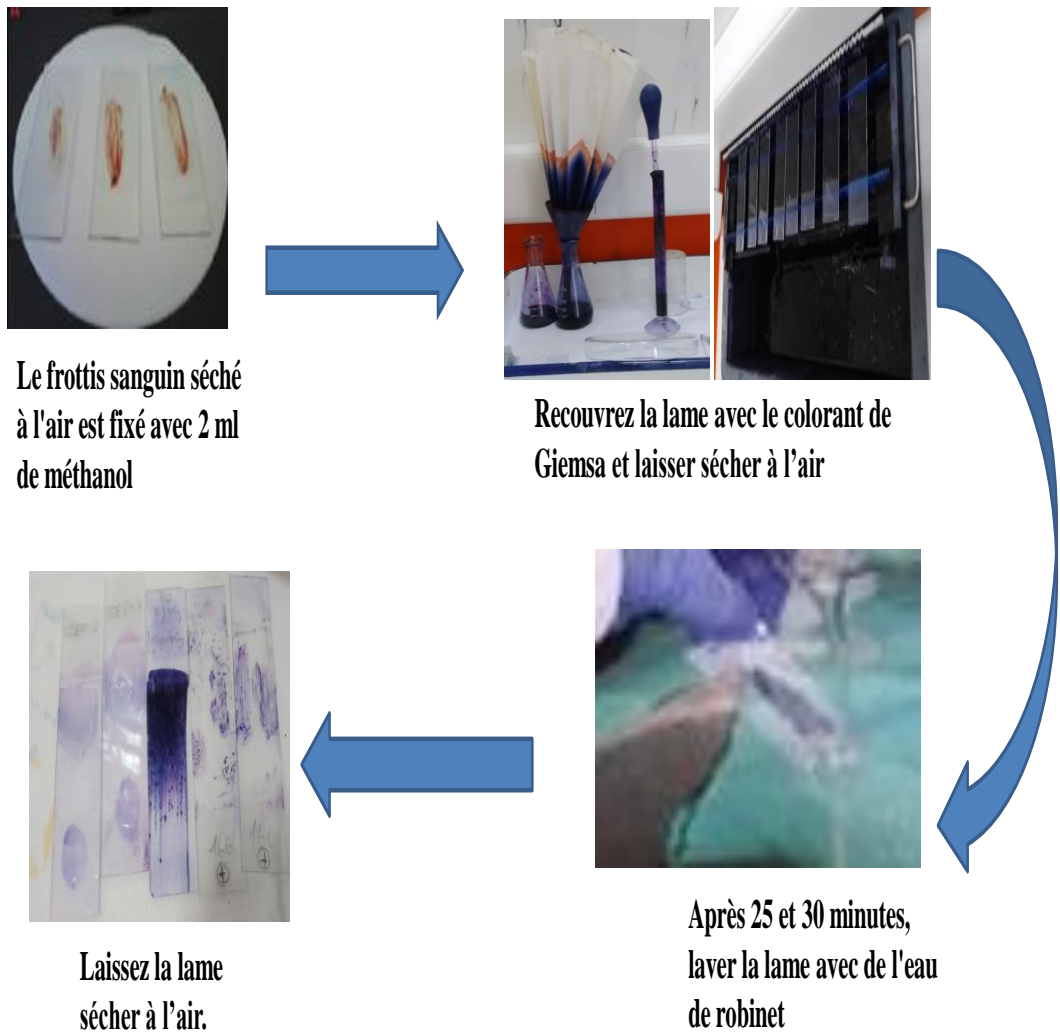 Le frottis sanguin séché
à l'air est fixé avec 2 ml
de méthanol
Recouvrez la lame avec le colorant de
Giemsa et laisser sécher à l’air
Après 25 et 30 minutes,
laver la lame avec de l'eau
de robinet
166
Laissez la lame
sécher à l’air.